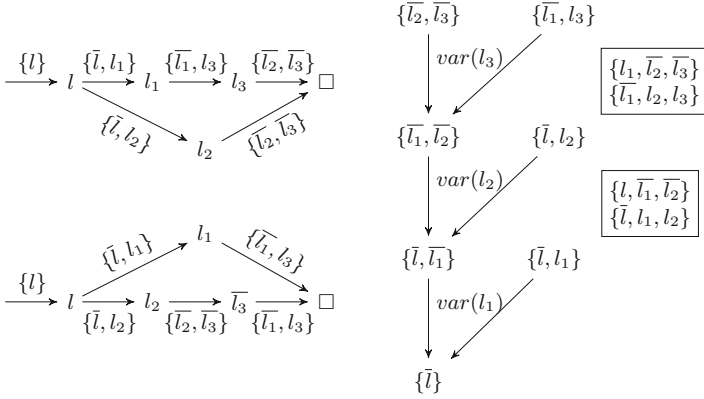 {l} {l̄, l₁} {l̅₁̅, l₃} {l̅₂̅, l̅₃̅}
l l₁ l₃ □
{l̄, l₂} l₂ {l̅₂̅, l̅₃̅}
l₁
{l̄, l₁} {l̅₁̅, l₃}
{l}
l l₂ l̅₃̅ □
{l̄, l₂} {l̅₂̅, l̅₃̅} {l̅₁̅, l₃}
{l̅₂̅, l̅₃̅} {l̅₁̅, l₃}
var(l₃)
{l̅₁̅, l̅₂̅} {l̄, l₂}
var(l₂)
{l̄, l̅₁̅} {l̄, l₁}
var(l₁)
{l̄}
{l₁, l̅₂̅, l̅₃̅}
{l̅₁̅, l₂, l₃}
{l, l̅₁̅, l̅₂̅}
{l̄, l₁, l₂}